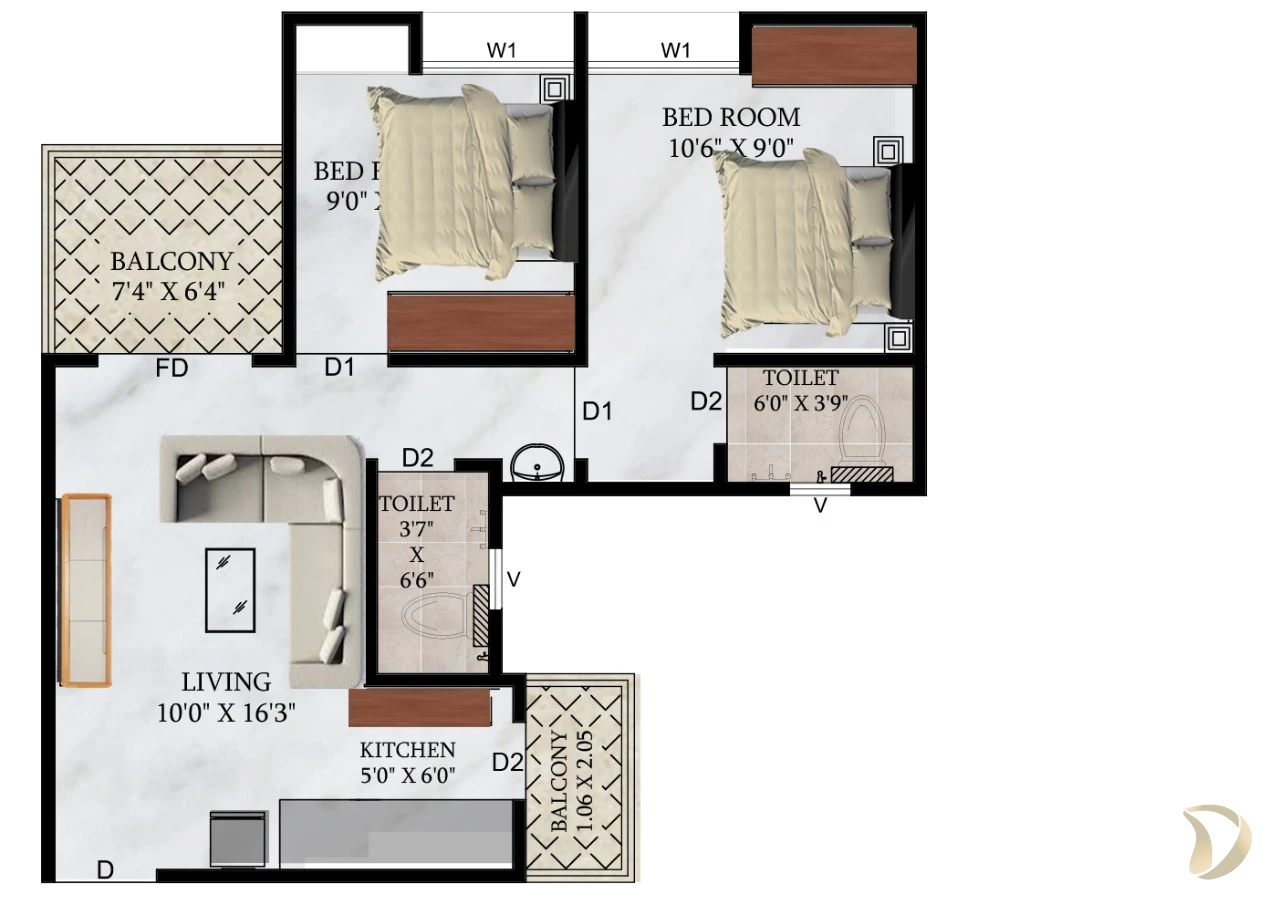 W1
W1
BED ROOM
10'6" X 9'0"
BED
9'0"
BALCONY
7'4" X 6'4"
FD
D1
D1
D2
TOILET
6'0" X 3'9"
V
D2
TOILET
3'7"
X
6'6"
V
LIVING
10'0" X 16'3"
KITCHEN
5'0" X 6'0"
D2
BALCONY
1.06 X 2.05
D